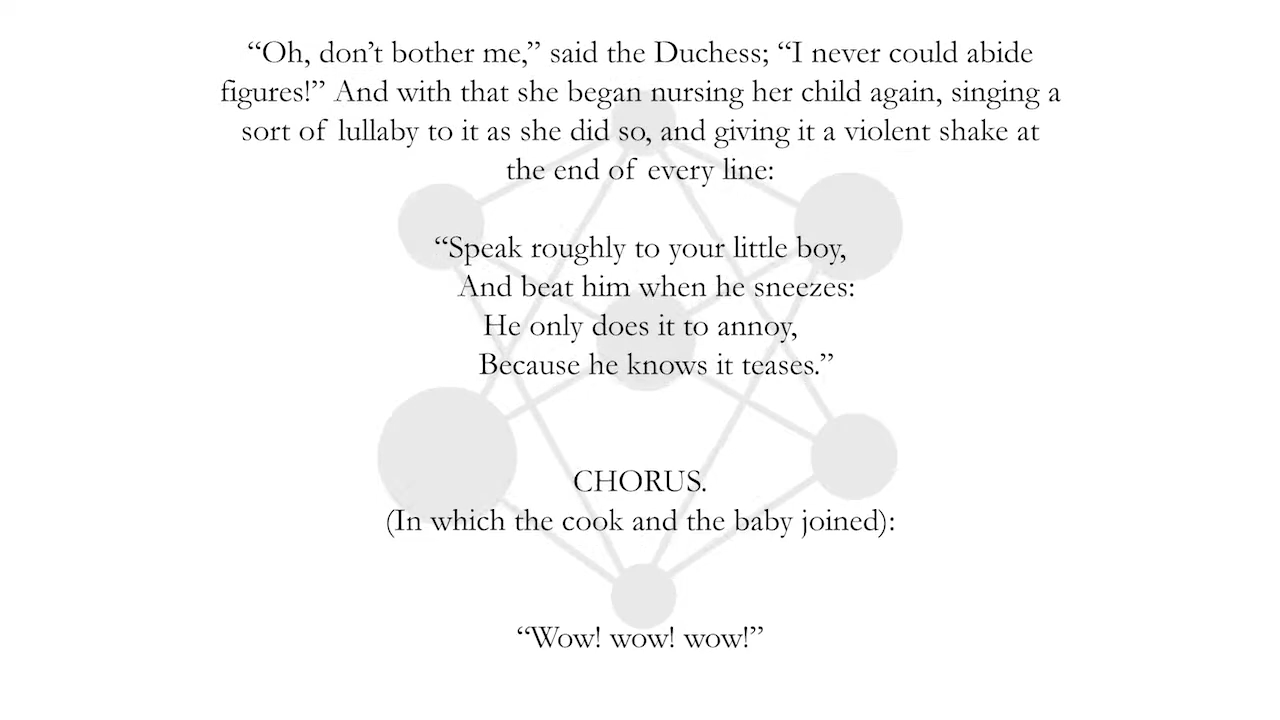 “Oh, don’t bother me,” said the Duchess; “I never could abide
figures!” And with that she began nursing her child again, singing a
sort of lullaby to it as she did so, and giving it a violent shake at
the end of every line:
“Speak roughly to your little boy,
And beat him when he sneezes:
He only does it to annoy,
Because he knows it teases.”
CHORUS.
(In which the cook and the baby joined):
“Wow! wow! wow!”